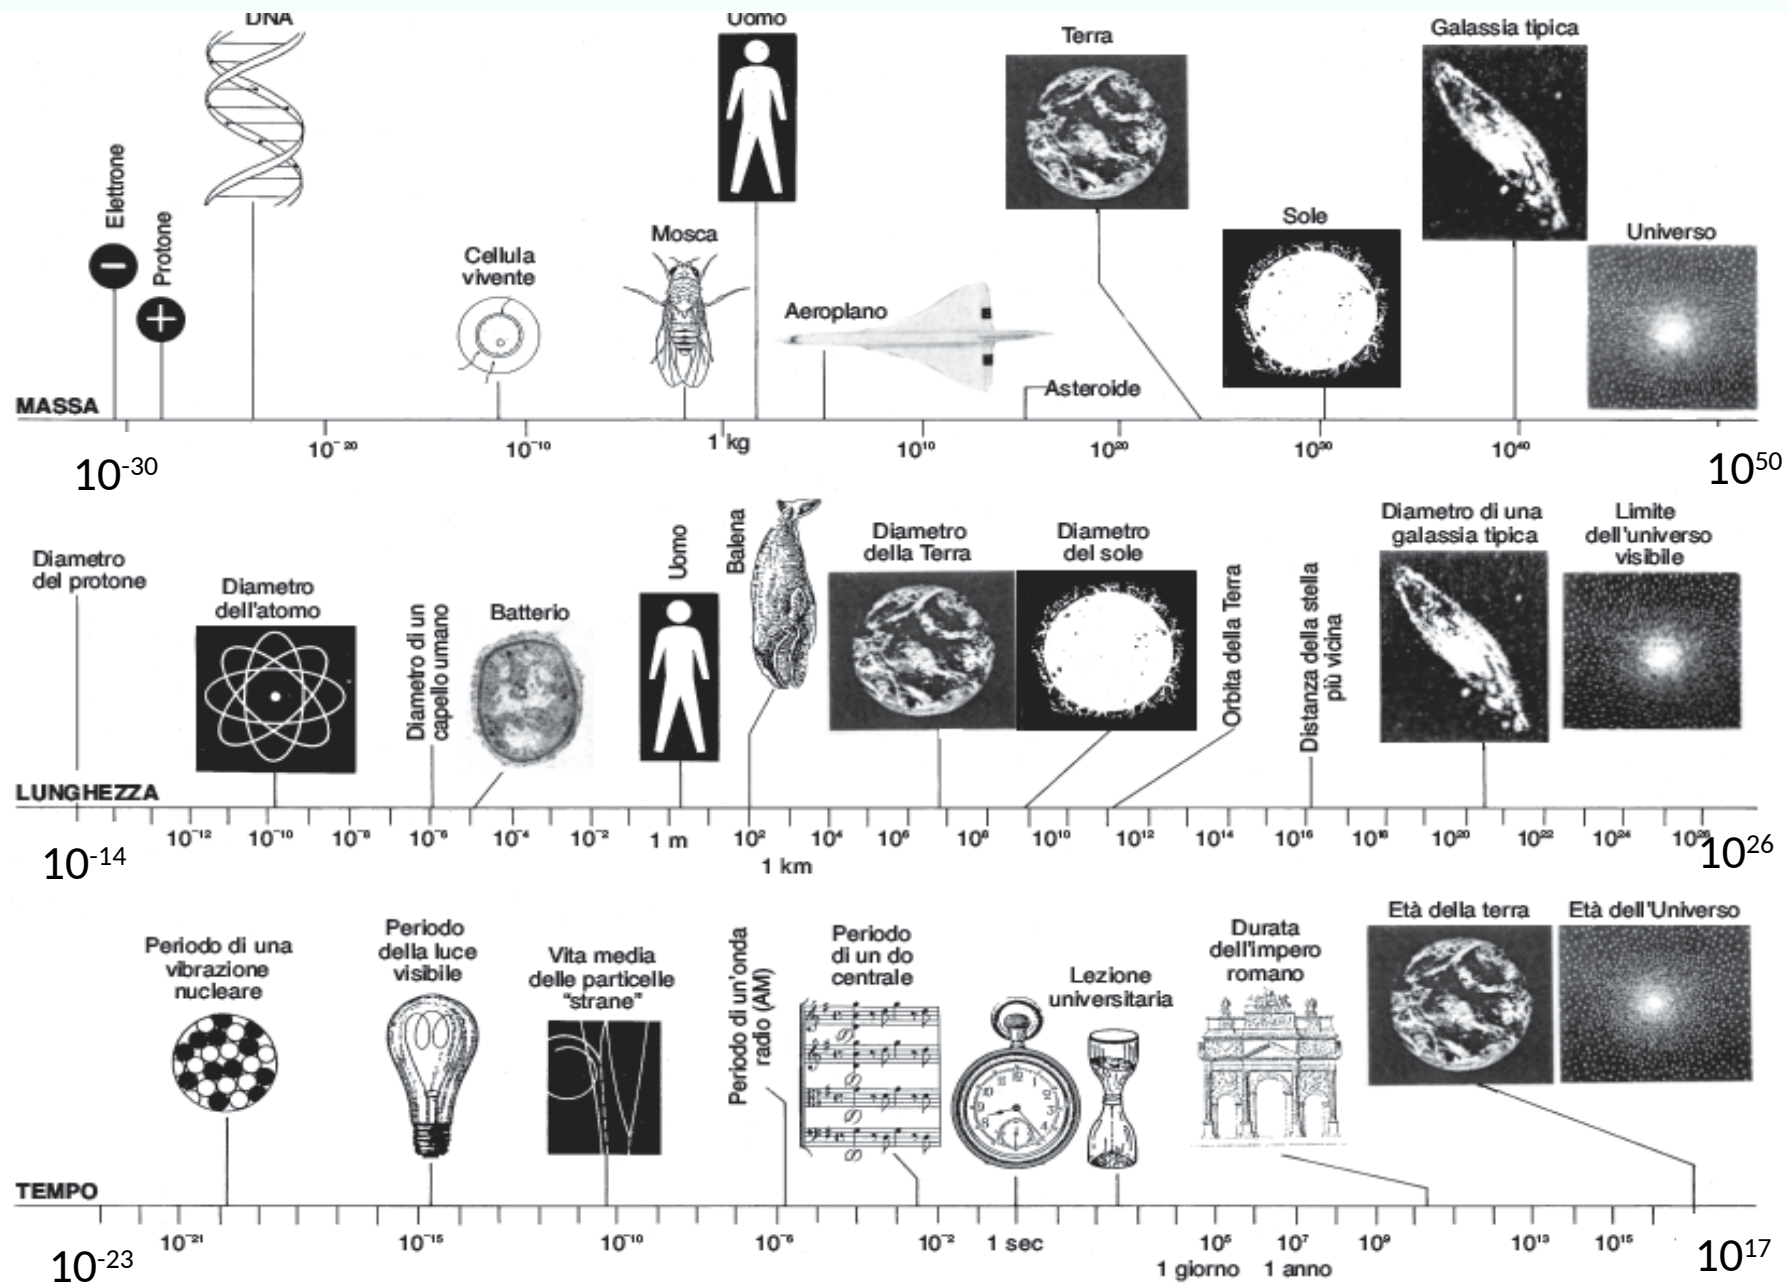 DNA
Uomo
Terra
Galassia tipica
Elettrone
Protone
Cellula
vivente
Mosca
Aeroplano
Asteroide
Sole
Universo
MASSA
10⁻³⁰
10⁻²⁰
10⁻¹⁰
1 kg
10¹⁰
10²⁰
10³⁰
10⁴⁰
10⁵⁰
Diametro
del protone
Diametro
dell'atomo
Diametro di un
capello umano
Batterio
Uomo
Balena
Diametro
della Terra
Diametro
del sole
Orbita della Terra
Distanza della stella
più vicina
Diametro di una
galassia tipica
Limite
dell'universo
visibile
LUNGHEZZA
10⁻¹⁴
10⁻¹²
10⁻¹⁰
10⁻⁸
10⁻⁶
10⁻⁴
10⁻²
1 m
10²
1 km
10⁴
10⁶
10⁸
10¹⁰
10¹²
10¹⁴
10¹⁶
10¹⁸
10²⁰
10²²
10²⁴
10²⁶
10²⁶
Periodo di una
vibrazione
nucleare
Periodo
della luce
visibile
Vita media
delle particelle
"strane"
Periodo di un'onda
radio (AM)
Periodo
di un do
centrale
Lezione
universitaria
Durata
dell'impero
romano
Età della terra
Età dell'Universo
TEMPO
10⁻²³
10⁻²¹
10⁻¹⁵
10⁻¹⁰
10⁻⁶
10⁻²
1 sec
10⁵
1 giorno
10⁷
1 anno
10⁹
10¹³
10¹⁵
10¹⁷